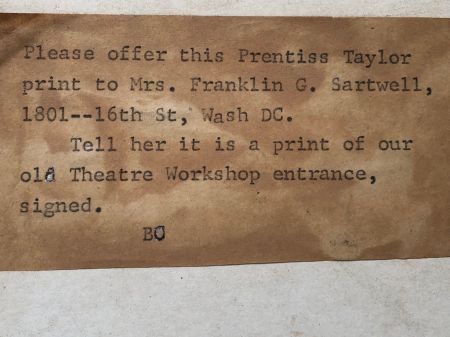 Please offer this Prentiss Taylor
print to Mrs. Franklin G. Sartwell,
1801--16th St, Wash DC.
Tell her it is a print of our
old Theatre Workshop entrance,
signed.
BO